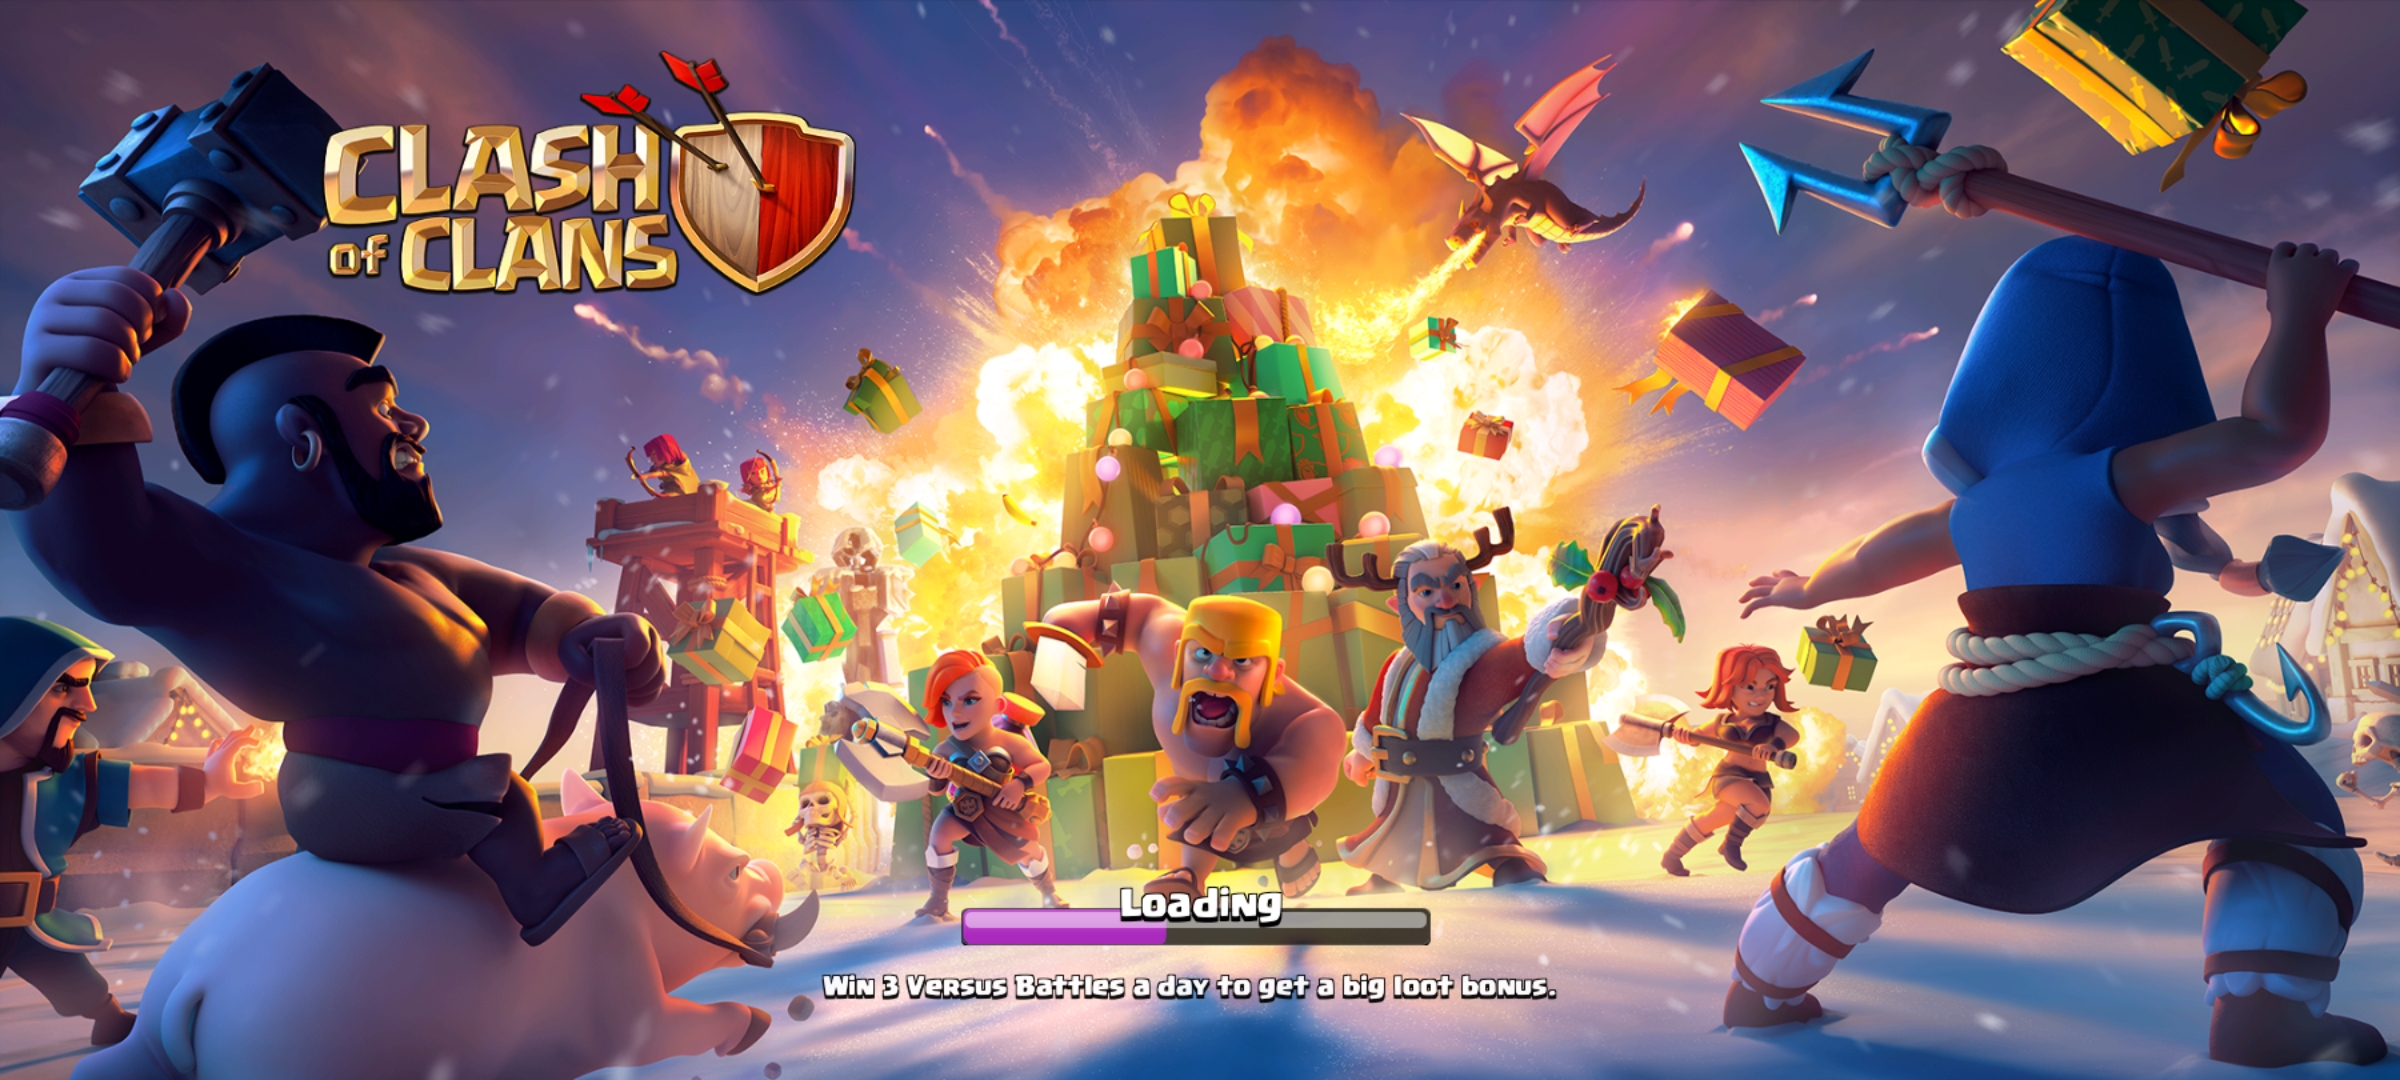 CLASH
OF CLANS
Loading
Win 3 Versus Battles a day to get a big loot bonus.